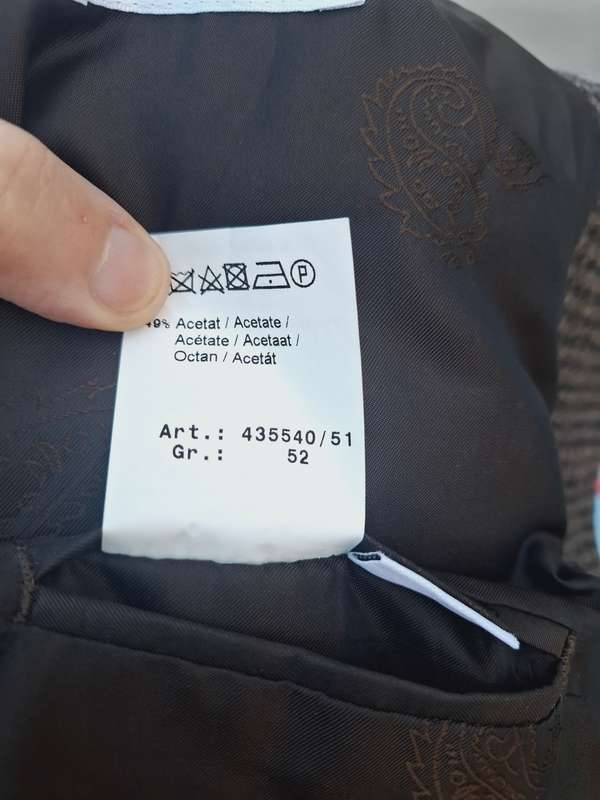 P
49% Acetat / Acetate /
Acétate / Acetaat /
Octan / Acetát
Art.: 435540/51
Gr.: 52